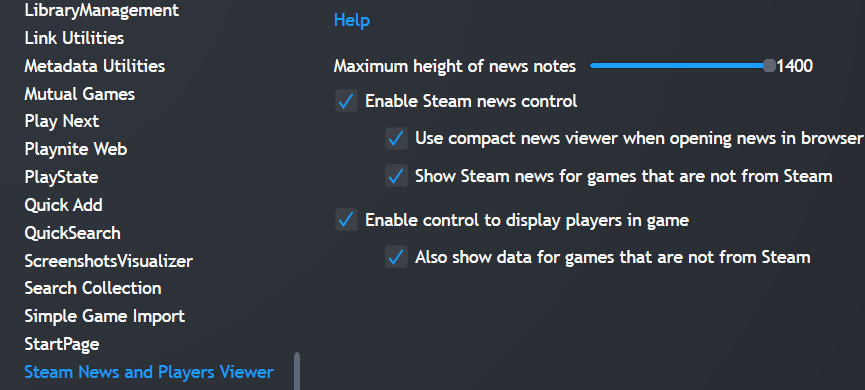 LibraryManagement
Link Utilities
Metadata Utilities
Mutual Games
Play Next
Playnite Web
PlayState
Quick Add
QuickSearch
ScreenshotsVisualizer
Search Collection
Simple Game Import
StartPage
Steam News and Players Viewer
Help
Maximum height of news notes 1400
Enable Steam news control
Use compact news viewer when opening news in browser
Show Steam news for games that are not from Steam
Enable control to display players in game
Also show data for games that are not from Steam